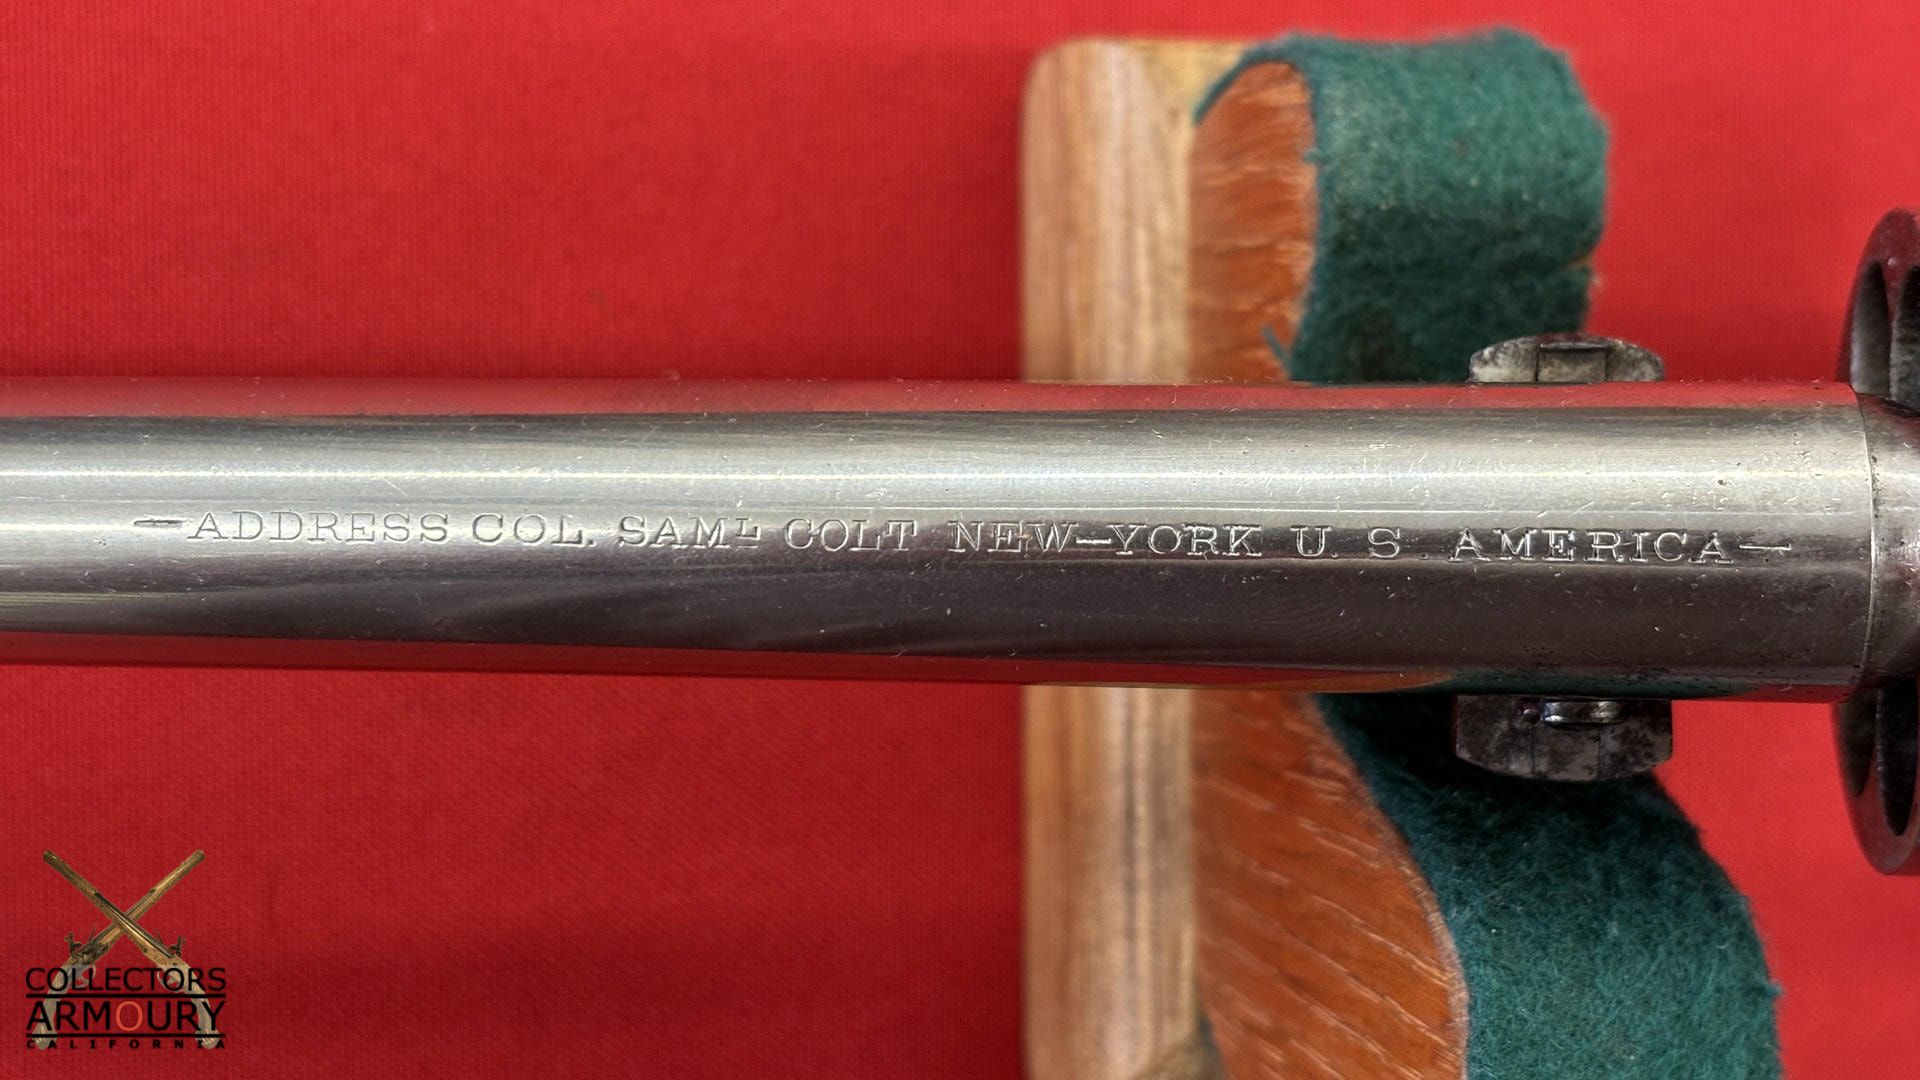 —ADDRESS COL. SAMᴸ COLT NEW–YORK U. S. AMERICA—
COLLECTORS
ARMOURY
CALIFORNIA